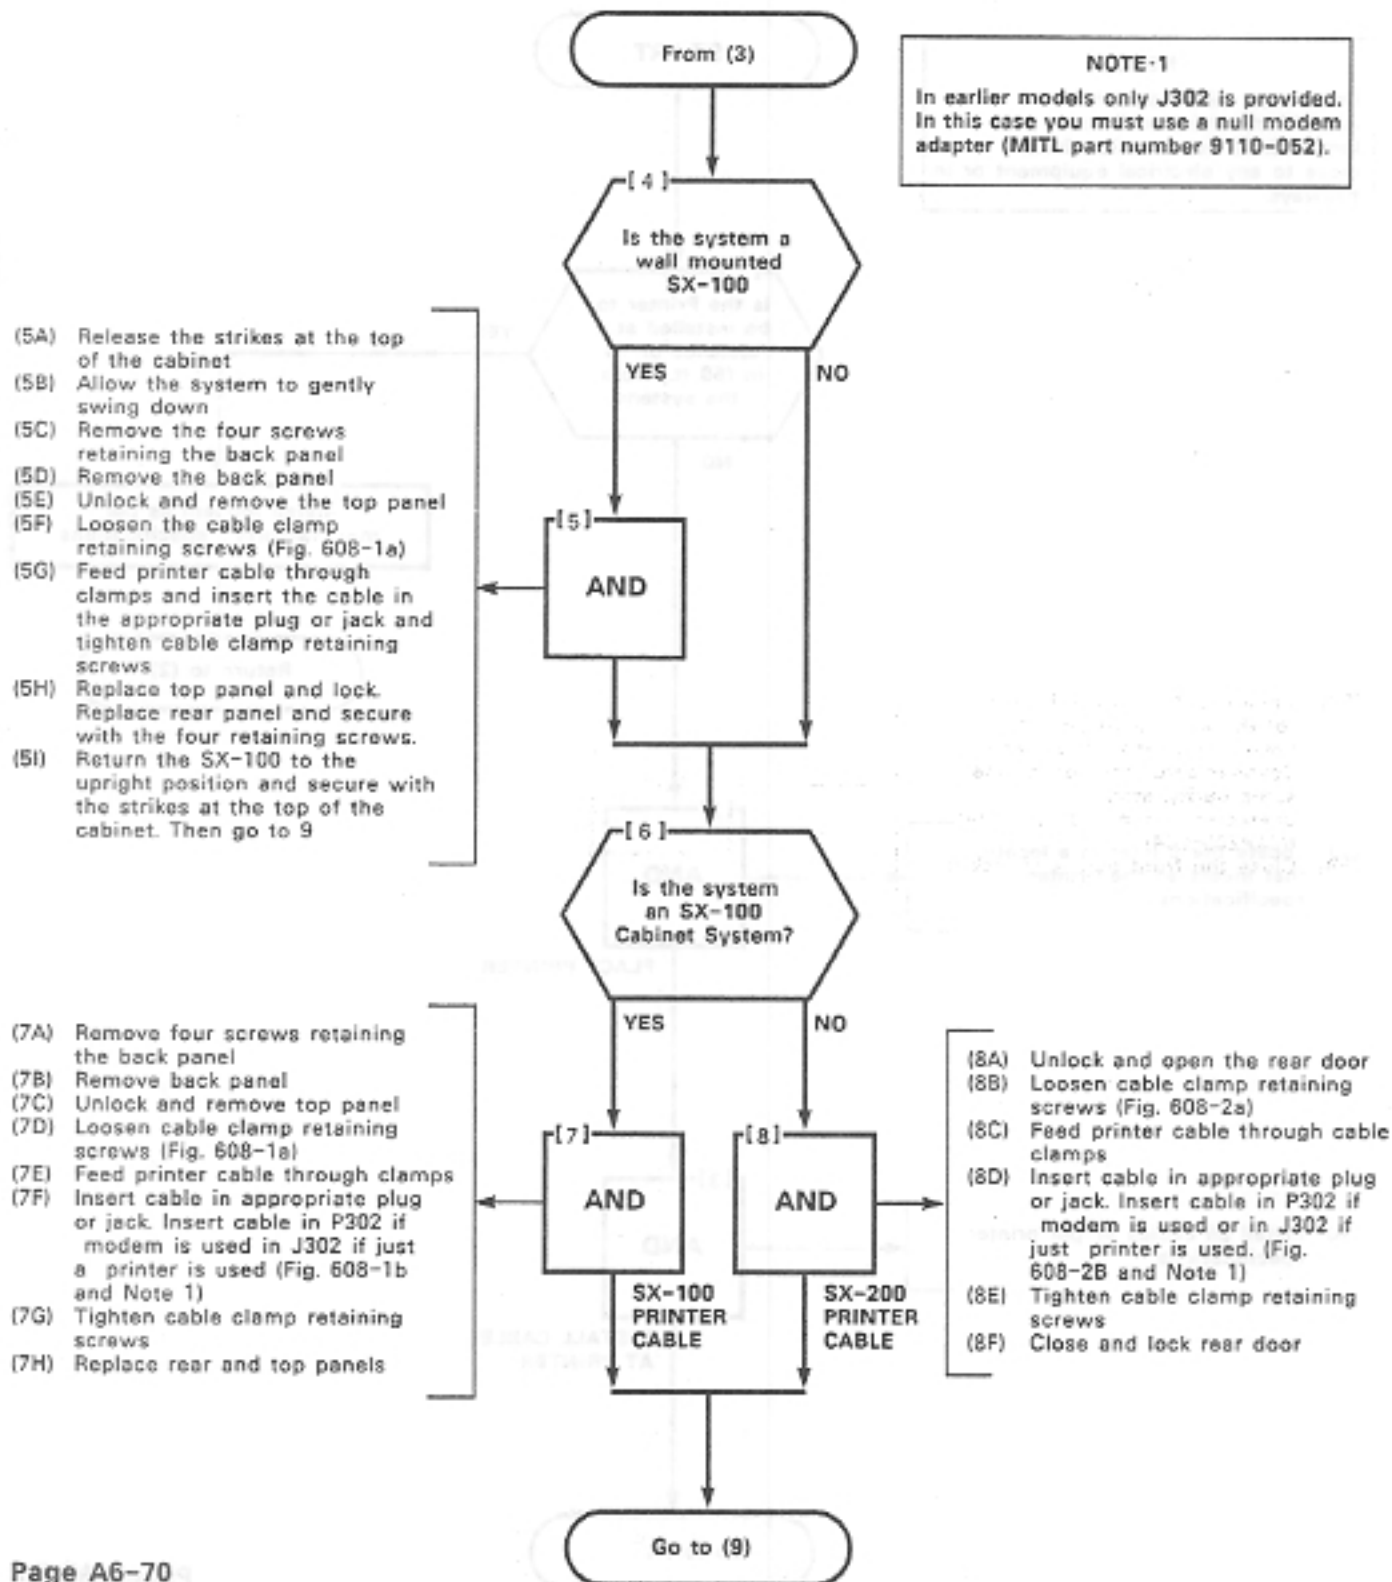 From (3)
NOTE-1
In earlier models only J302 is provided.
In this case you must use a null modem
adapter (MITL part number 9110-052).
[4]
Is the system a
wall mounted
SX-100
YES
NO
(5A) Release the strikes at the top
of the cabinet
(5B) Allow the system to gently
swing down
(5C) Remove the four screws
retaining the back panel
(5D) Remove the back panel
(5E) Unlock and remove the top panel
(5F) Loosen the cable clamp
retaining screws (Fig. 608-1a)
(5G) Feed printer cable through
clamps and insert the cable in
the appropriate plug or jack and
tighten cable clamp retaining
screws
(5H) Replace top panel and lock.
Replace rear panel and secure
with the four retaining screws.
(5I) Return the SX-100 to the
upright position and secure with
the strikes at the top of the
cabinet. Then go to 9
[5]
AND
[6]
Is the system
an SX-100
Cabinet System?
YES
NO
(7A) Remove four screws retaining
the back panel
(7B) Remove back panel
(7C) Unlock and remove top panel
(7D) Loosen cable clamp retaining
screws (Fig. 608-1a)
(7E) Feed printer cable through clamps
(7F) Insert cable in appropriate plug
or jack. Insert cable in P302 if
modem is used in J302 if just
a printer is used (Fig. 608-1b
and Note 1)
(7G) Tighten cable clamp retaining
screws
(7H) Replace rear and top panels
[7]
AND
SX-100
PRINTER
CABLE
[8]
AND
SX-200
PRINTER
CABLE
(8A) Unlock and open the rear door
(8B) Loosen cable clamp retaining
screws (Fig. 608-2a)
(8C) Feed printer cable through cable
clamps
(8D) Insert cable in appropriate plug
or jack. Insert cable in P302 if
modem is used or in J302 if
just printer is used. (Fig.
608-2B and Note 1)
(8E) Tighten cable clamp retaining
screws
(8F) Close and lock rear door
Go to (9)
Page A6-70